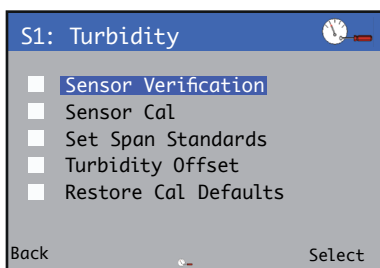 S1: Turbidity
Sensor Verification
Sensor Cal
Set Span Standards
Turbidity Offset
Restore Cal Defaults
Back Select